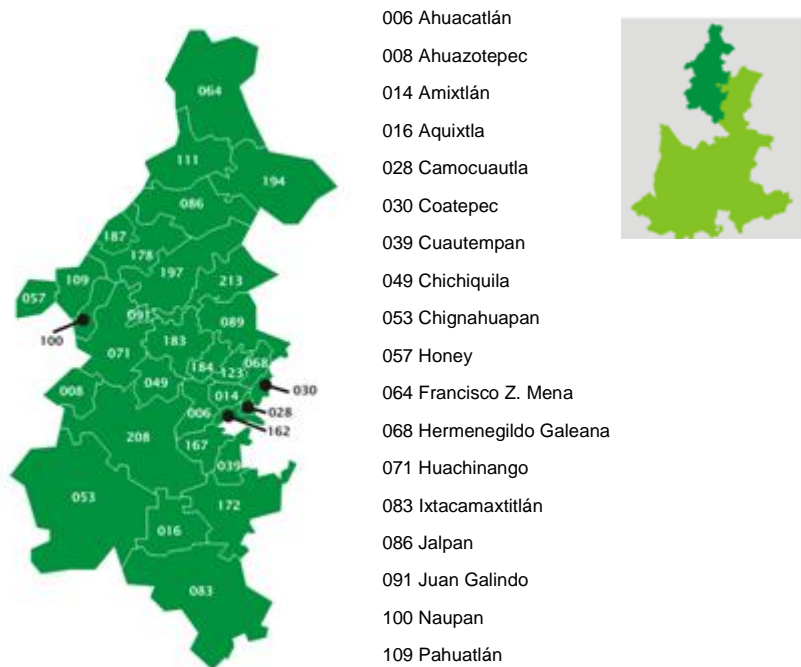 064
111
194
086
187
178
197
109
213
057
091
089
100
183
071
068
184
123
049
030
008
014
006
028
162
208
167
039
053
172
016
083
006 Ahuacatlán
008 Ahuazotepec
014 Amixtlán
016 Aquixtla
028 Camocuautla
030 Coatepec
039 Cuautempan
049 Chichiquila
053 Chignahuapan
057 Honey
064 Francisco Z. Mena
068 Hermenegildo Galeana
071 Huachinango
083 Ixtacamaxtitlán
086 Jalpan
091 Juan Galindo
100 Naupan
109 Pahuatlán